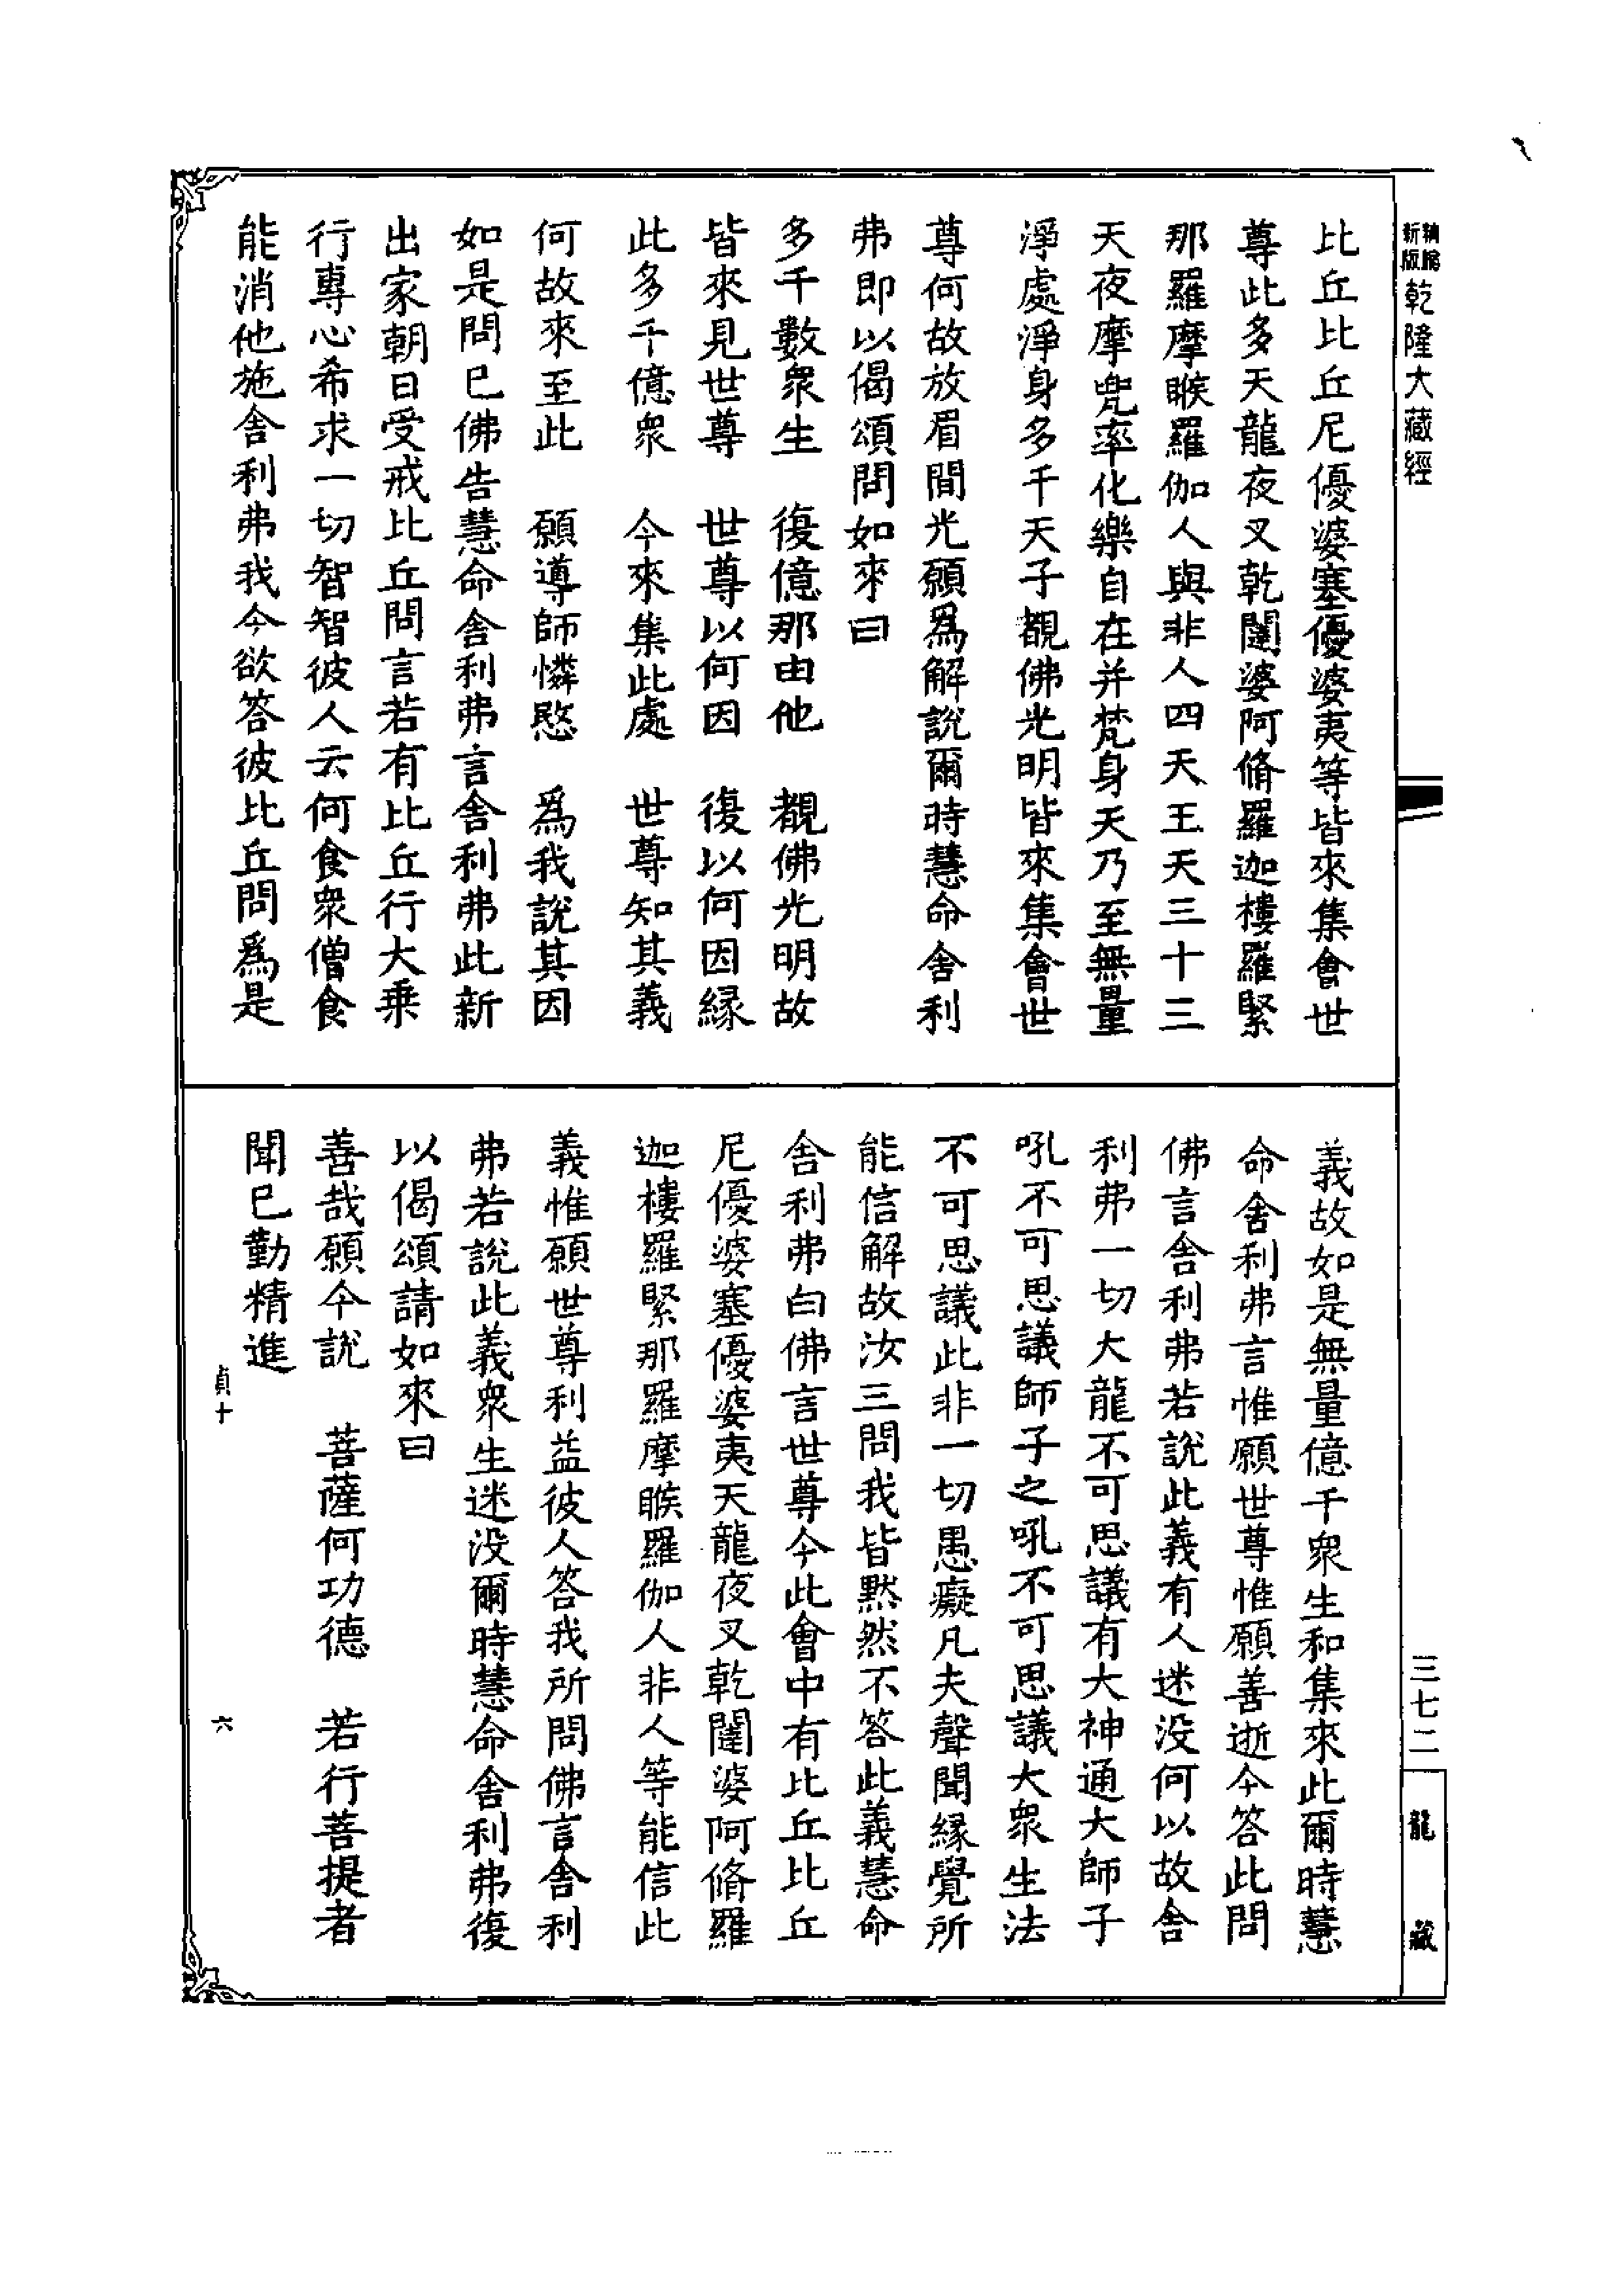 新版
乾隆大藏經
比丘比丘尼優婆塞優婆夷等皆來集會世
尊此多天龍夜叉乾闥婆阿脩羅迦樓羅緊
那羅摩睺羅伽人與非人四天王天三十三
天夜摩兜率化樂自在并梵身天乃至無量
淨處淨身多千天子覩佛光明皆來集會世
尊何故放眉間光願為解說爾時慧命舍利
弗即以偈頌問如來曰
多千數衆生　復億那由他　覩佛光明故
皆來見世尊　世尊以何因　復以何因緣
此多千億衆　今來集此處　世尊知其義
何故來至此　願導師憐愍　為我說其因
如是問已佛告慧命舍利弗言舍利弗此新
出家朝日受戒比丘問言若有比丘行大乘
行專心希求一切智智彼人云何食衆僧食
能消他施舍利弗我今欲答彼比丘問為是
義故如是無量億千衆生和集來此爾時慧
命舍利弗言惟願世尊惟願善逝今答此問
佛言舍利弗若說此義有人迷没何以故舍
利弗一切大龍不可思議有大神通大師子
吼不可思議師子之吼不可思議大衆生法
不可思議此非一切愚癡凡夫聲聞緣覺所
能信解故汝三問我皆黙然不答此義慧命
舍利弗白佛言世尊今此會中有比丘比丘
尼優婆塞優婆夷天龍夜叉乾闥婆阿脩羅
迦樓羅緊那羅摩睺羅伽人非人等能信此
義惟願世尊利益彼人答我所問佛言舍利
弗若說此義衆生迷没爾時慧命舍利弗復
以偈頌請如來曰
善哉願今說　菩薩何功德　若行菩提者
聞已勤精進
貞十
六
三七二
龍藏